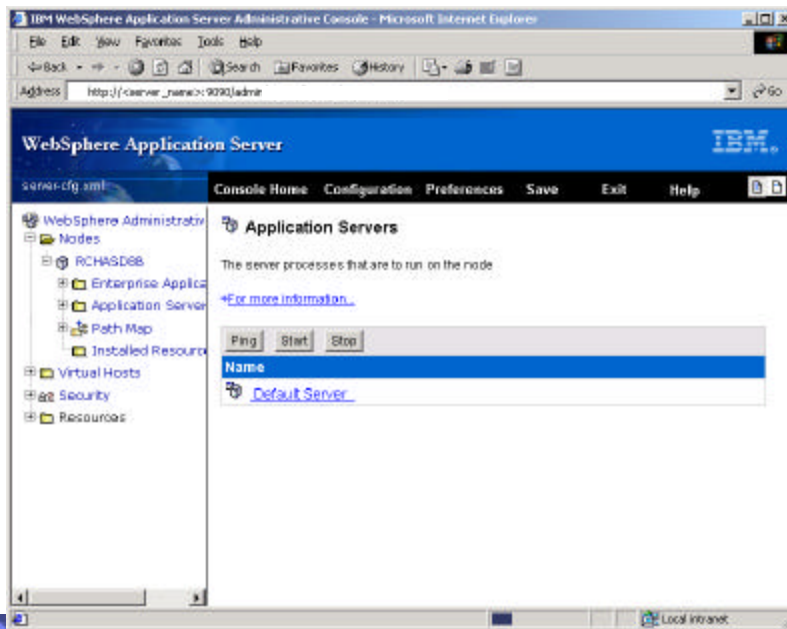 IBM WebSphere Application Server Administrative Console - Microsoft Internet Explorer
File Edit View Favorites Tools Help
Back Search Favorites History
Address http://<server_name>:9090/admin Go
WebSphere Application Server IBM
server-cfg.xml Console Home Configuration Preferences Save Exit Help
WebSphere Administrativ
Nodes
RCHASD8B
Enterprise Applica
Application Server
Path Map
Installed Resourc
Virtual Hosts
Security
Resources
Application Servers
The server processes that are to run on the node
+For more information...
Ping Start Stop
Name
Default Server
Local intranet